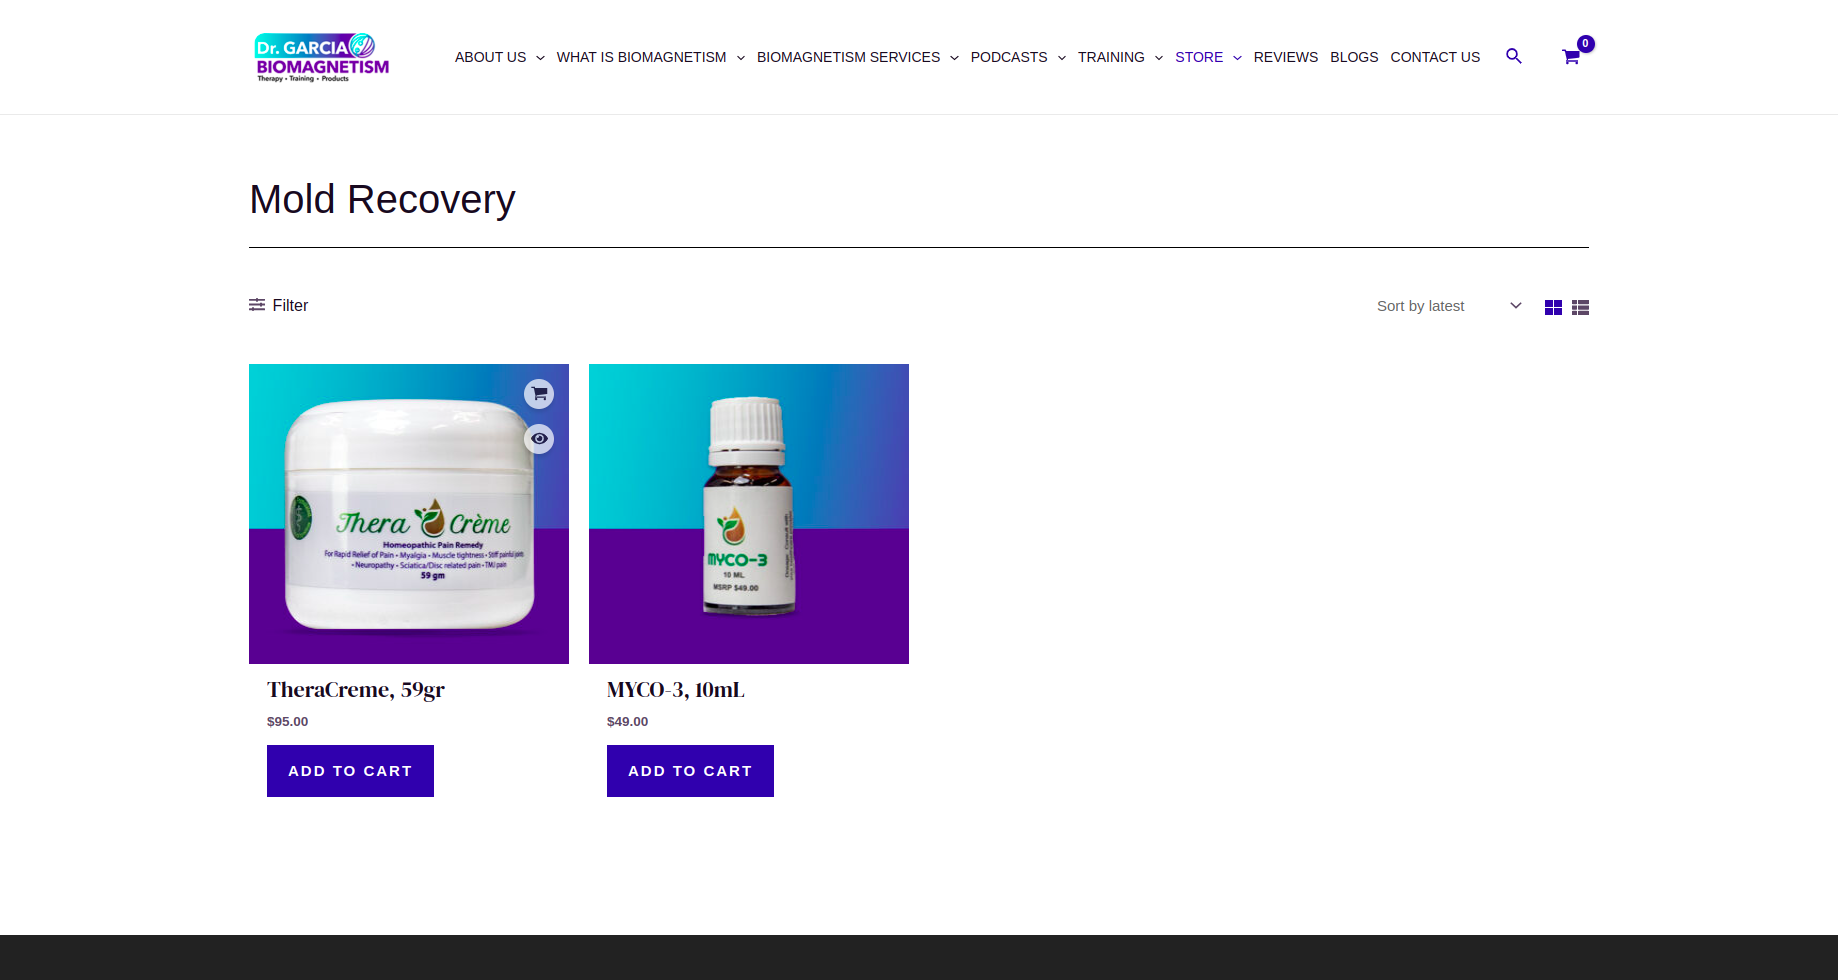 Dr. GARCIA
BIOMAGNETISM
Therapy • Training • Products
ABOUT US
WHAT IS BIOMAGNETISM
BIOMAGNETISM SERVICES
PODCASTS
TRAINING
STORE
REVIEWS
BLOGS
CONTACT US
0
Mold Recovery
Filter
Sort by latest
Thera Crème
Homeopathic Pain Remedy
For Rapid Relief of Pain • Myalgia • Muscle tightness • Stiff painful joints
• Neuropathy • Sciatica/Disc related pain • TMJ pain
59 gm
MYCO-3
10 ML
MSRP $49.00
TheraCreme, 59gr
$95.00
ADD TO CART
MYCO-3, 10mL
$49.00
ADD TO CART